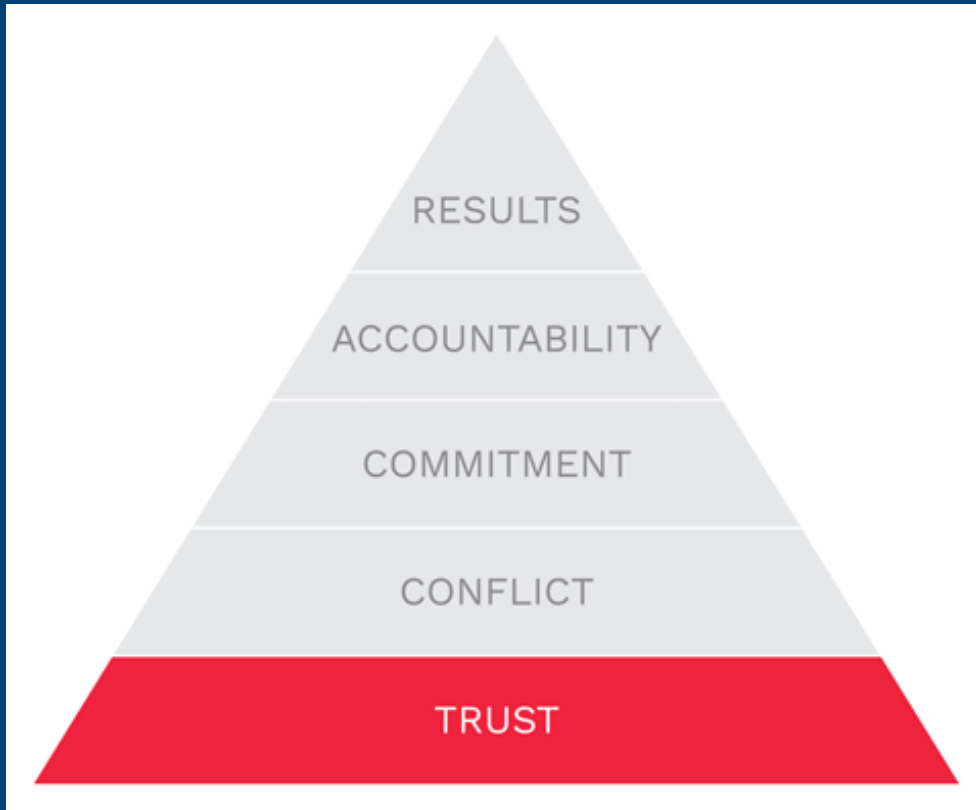 RESULTS
ACCOUNTABILITY
COMMITMENT
CONFLICT
TRUST